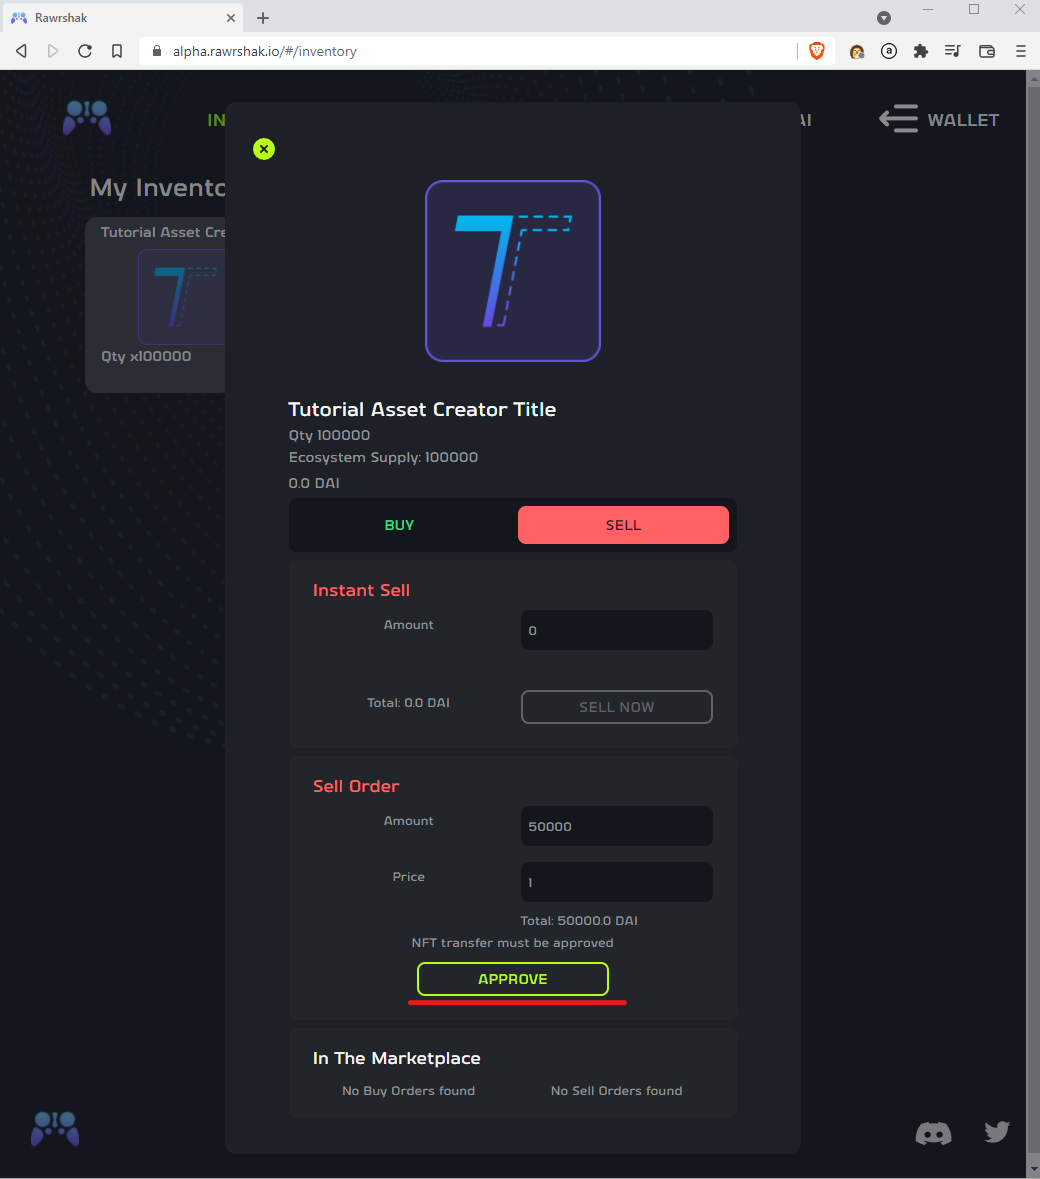 Rawrshak
alpha.rawrshak.io/#/inventory
IN
AI
WALLET
My Invento
Tutorial Asset Cre
Qty x100000
Tutorial Asset Creator Title
Qty 100000
Ecosystem Supply: 100000
0.0 DAI
BUY
SELL
Instant Sell
Amount
0
Total: 0.0 DAI
SELL NOW
Sell Order
Amount
50000
Price
1
Total: 50000.0 DAI
NFT transfer must be approved
APPROVE
In The Marketplace
No Buy Orders found
No Sell Orders found